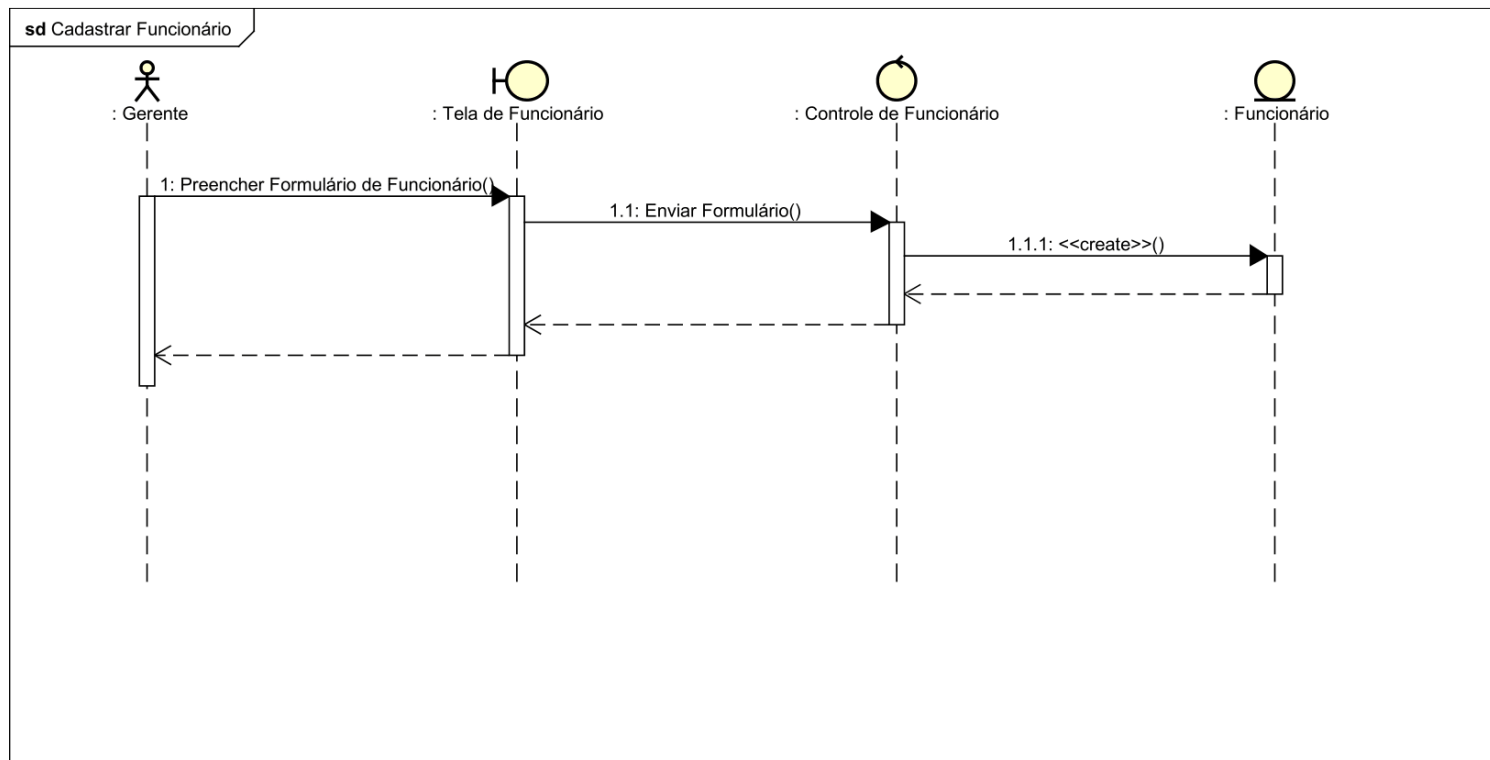 sd Cadastrar Funcionário
: Gerente
: Tela de Funcionário
: Controle de Funcionário
: Funcionário
1: Preencher Formulário de Funcionário()
1.1: Enviar Formulário()
1.1.1: <<create>>()